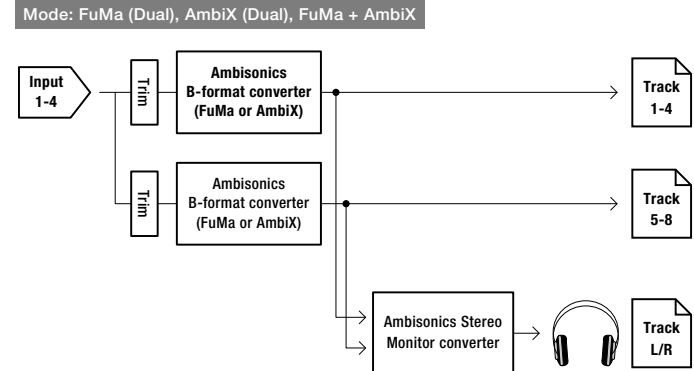 Mode: FuMa (Dual), AmbiX (Dual), FuMa + AmbiX
Input
1-4
Trim
Ambisonics
B-format converter
(FuMa or AmbiX)
Track
1-4
Trim
Ambisonics
B-format converter
(FuMa or AmbiX)
Track
5-8
Ambisonics Stereo
Monitor converter
Track
L/R